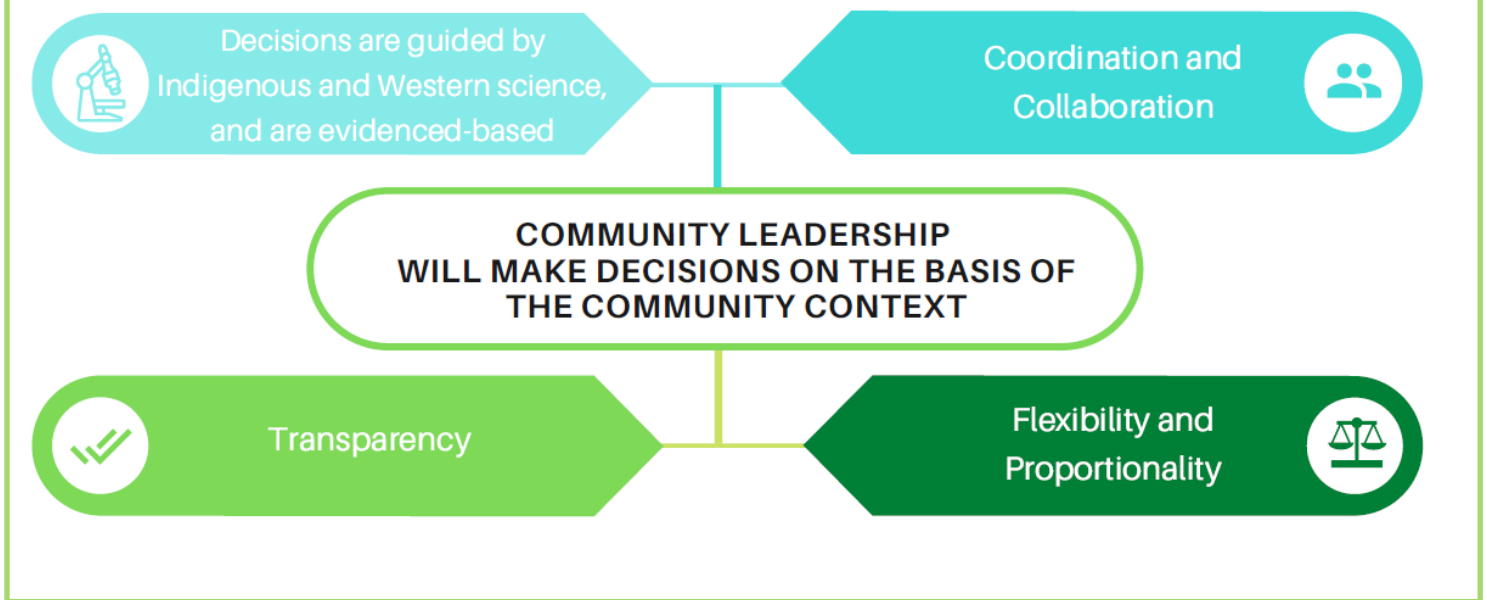 Decisions are guided by
Indigenous and Western science,
and are evidenced-based
Coordination and
Collaboration
COMMUNITY LEADERSHIP
WILL MAKE DECISIONS ON THE BASIS OF
THE COMMUNITY CONTEXT
Transparency
Flexibility and
Proportionality